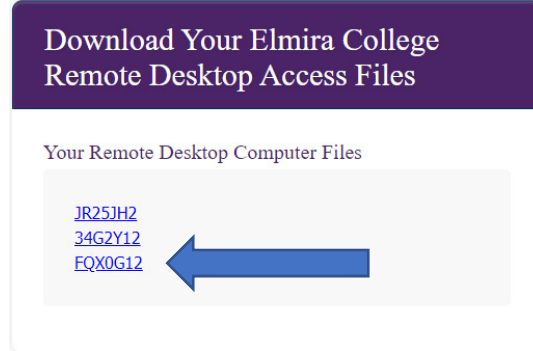 Download Your Elmira College
Remote Desktop Access Files
Your Remote Desktop Computer Files
JR25JH2
34G2Y12
FQX0G12